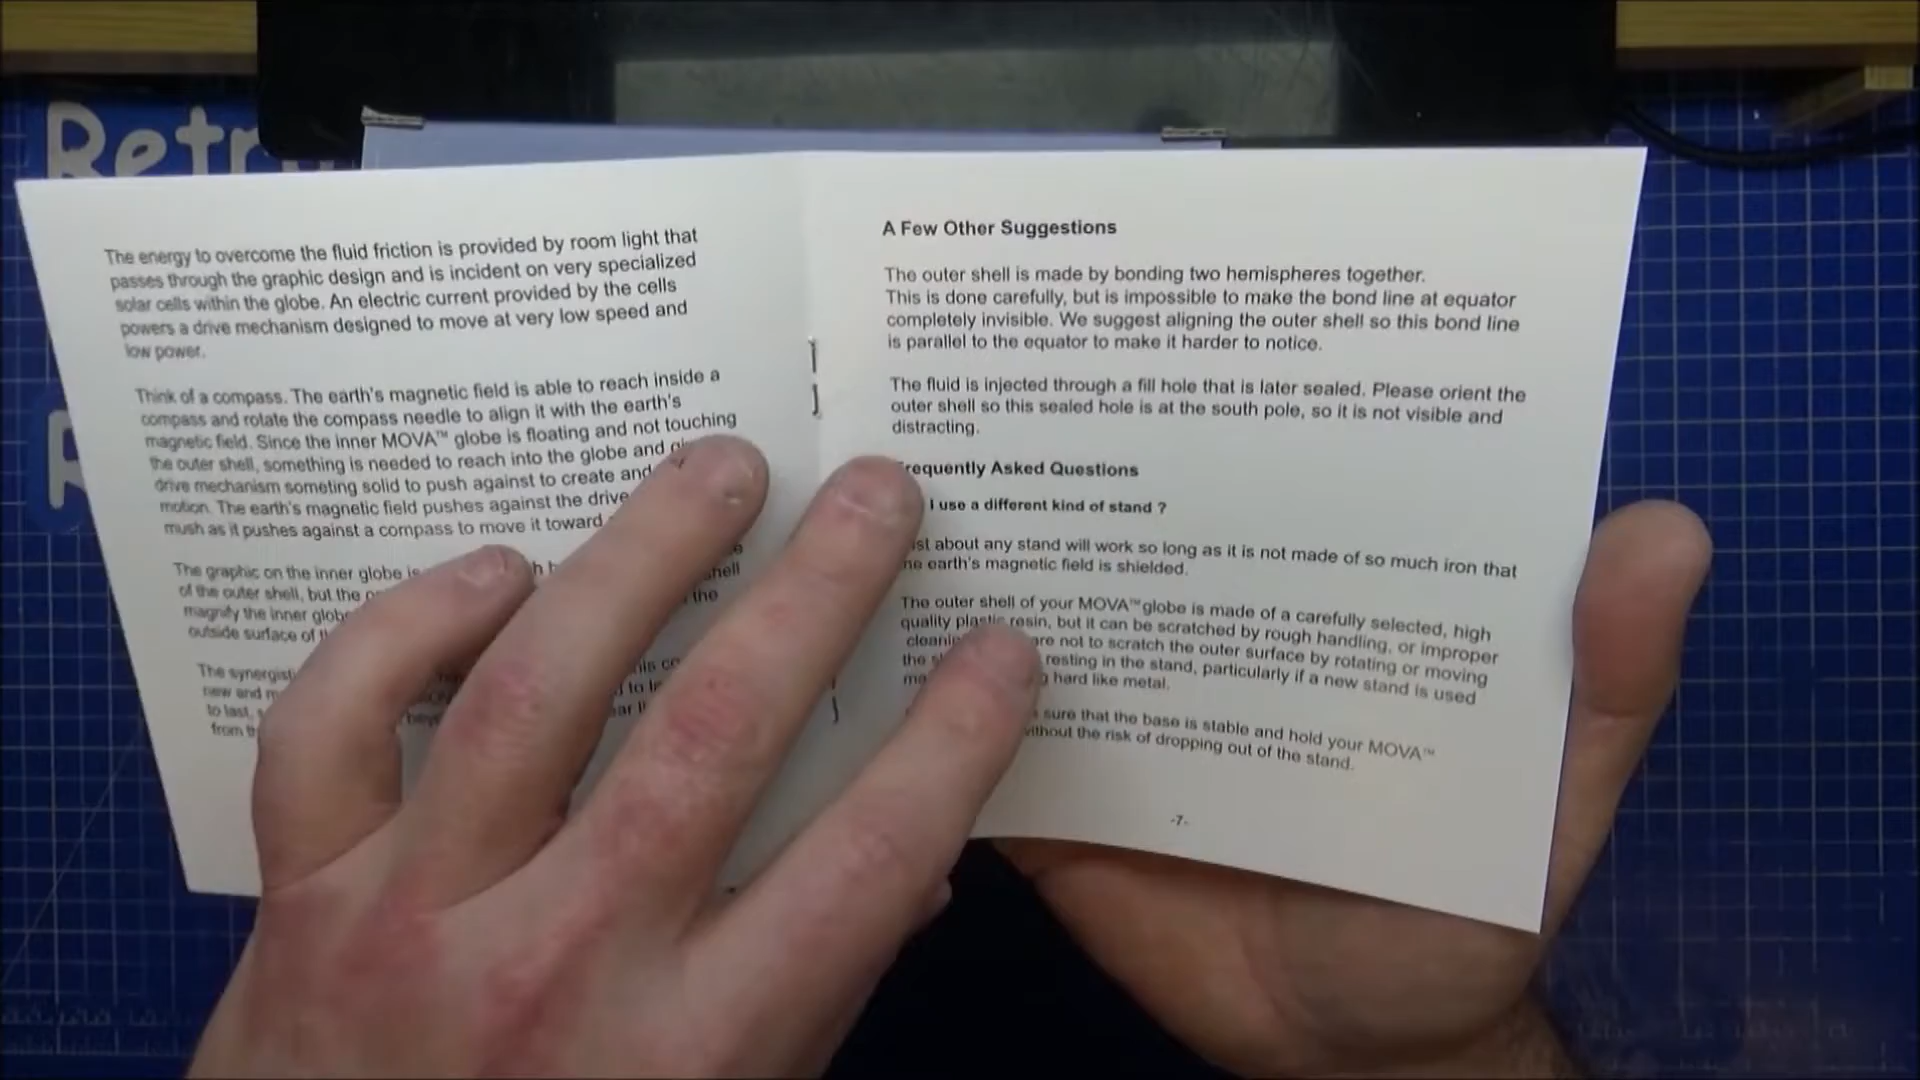 Retr
The energy to overcome the fluid friction is provided by room light that
passes through the graphic design and is incident on very specialized
solar cells within the globe. An electric current provided by the cells
powers a drive mechanism designed to move at very low speed and
low power.
Think of a compass. The earth's magnetic field is able to reach inside a
compass and rotate the compass needle to align it with the earth's
magnetic field. Since the inner MOVA™ globe is floating and not touching
the outer shell, something is needed to reach into the globe and
drive mechanism someting solid to push against to create and
motion. The earth's magnetic field pushes against the drive
mush as it pushes against a compass to move it toward
The graphic on the inner globe is
of the outer shell, but the
shell
magnify the inner globe
the
outside surface of
The
new and
to last,
from
A Few Other Suggestions
The outer shell is made by bonding two hemispheres together.
This is done carefully, but is impossible to make the bond line at equator
completely invisible. We suggest aligning the outer shell so this bond line
is parallel to the equator to make it harder to notice.
The fluid is injected through a fill hole that is later sealed. Please orient the
outer shell so this sealed hole is at the south pole, so it is not visible and
distracting.
requently Asked Questions
I use a different kind of stand ?
st about any stand will work so long as it is not made of so much iron that
he earth's magnetic field is shielded.
The outer shell of your MOVA™ globe is made of a carefully selected, high
quality plastic resin, but it can be scratched by rough handling, or improper
cleaning are not to scratch the outer surface by rotating or moving
the resting in the stand, particularly if a new stand is used
hard like metal.
sure that the base is stable and hold your MOVA™
without the risk of dropping out of the stand.
-7-